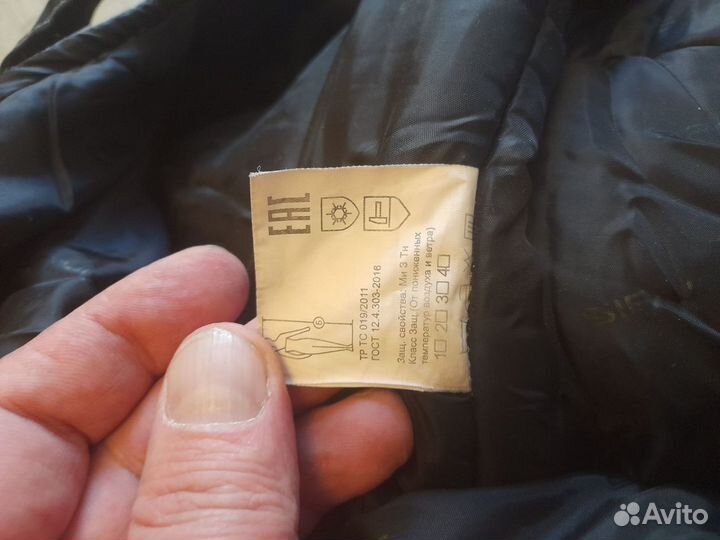 EAC
6
ТР ТС 019/2011
ГОСТ 12.4.303-2016
Защ. свойства: Ми З Тн
Класс Защ. (От пониженных
температур воздуха и ветра)
1☐ 2☐ 3☐ 4☐
Avito